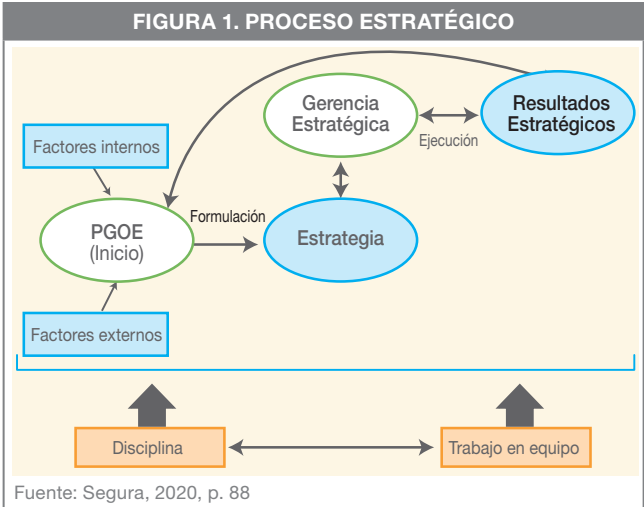 FIGURA 1. PROCESO ESTRATÉGICO
Gerencia
Estratégica
Resultados
Estratégicos
Ejecución
Factores internos
PGOE
(Inicio)
Formulación
Estrategia
Factores externos
Disciplina
Trabajo en equipo
Fuente: Segura, 2020, p. 88